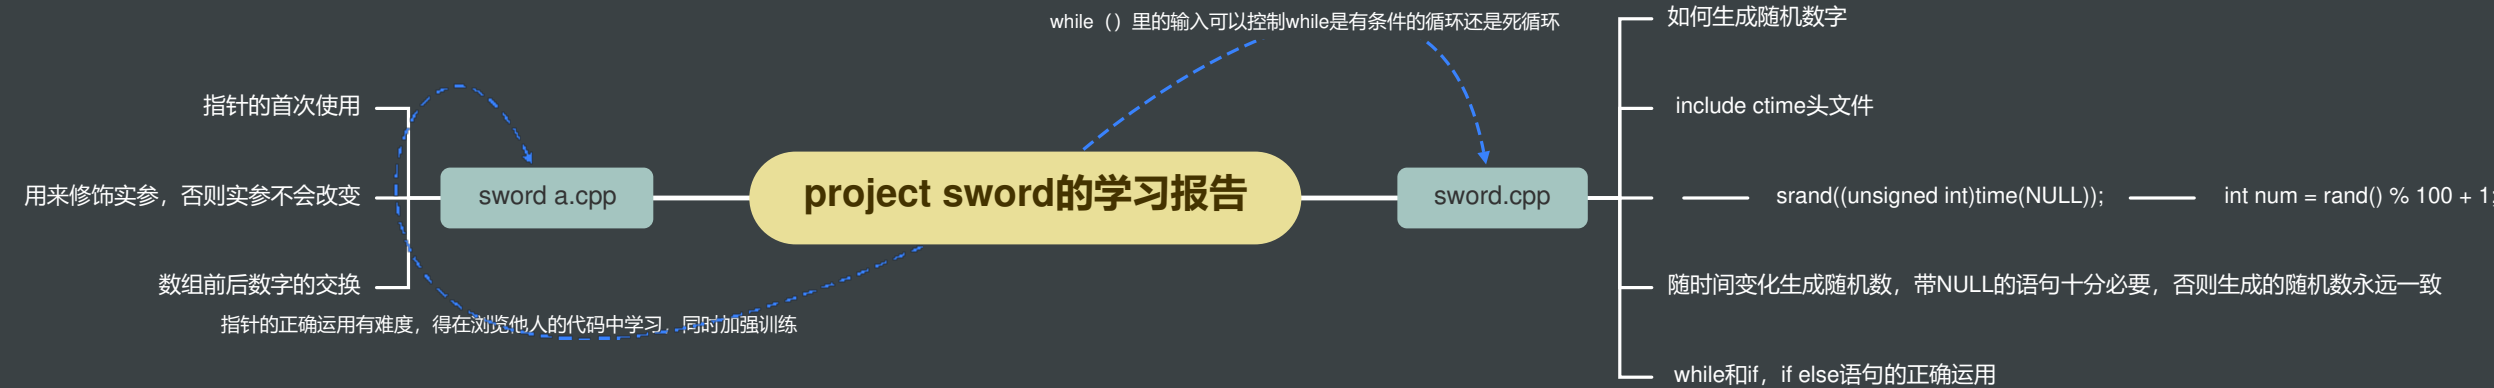 while（）里的输入可以控制while是有条件的循环还是死循环
指针的首次使用
用来修饰实参，否则实参不会改变
数组前后数字的交换
sword a.cpp
指针的正确运用有难度，得在浏览他人的代码中学习，同时加强训练
project sword的学习报告
sword.cpp
如何生成随机数字
include ctime头文件
srand((unsigned int)time(NULL));
int num = rand() % 100 + 1;
随时间变化生成随机数，带NULL的语句十分必要，否则生成的随机数永远一致
while和if，if else语句的正确运用